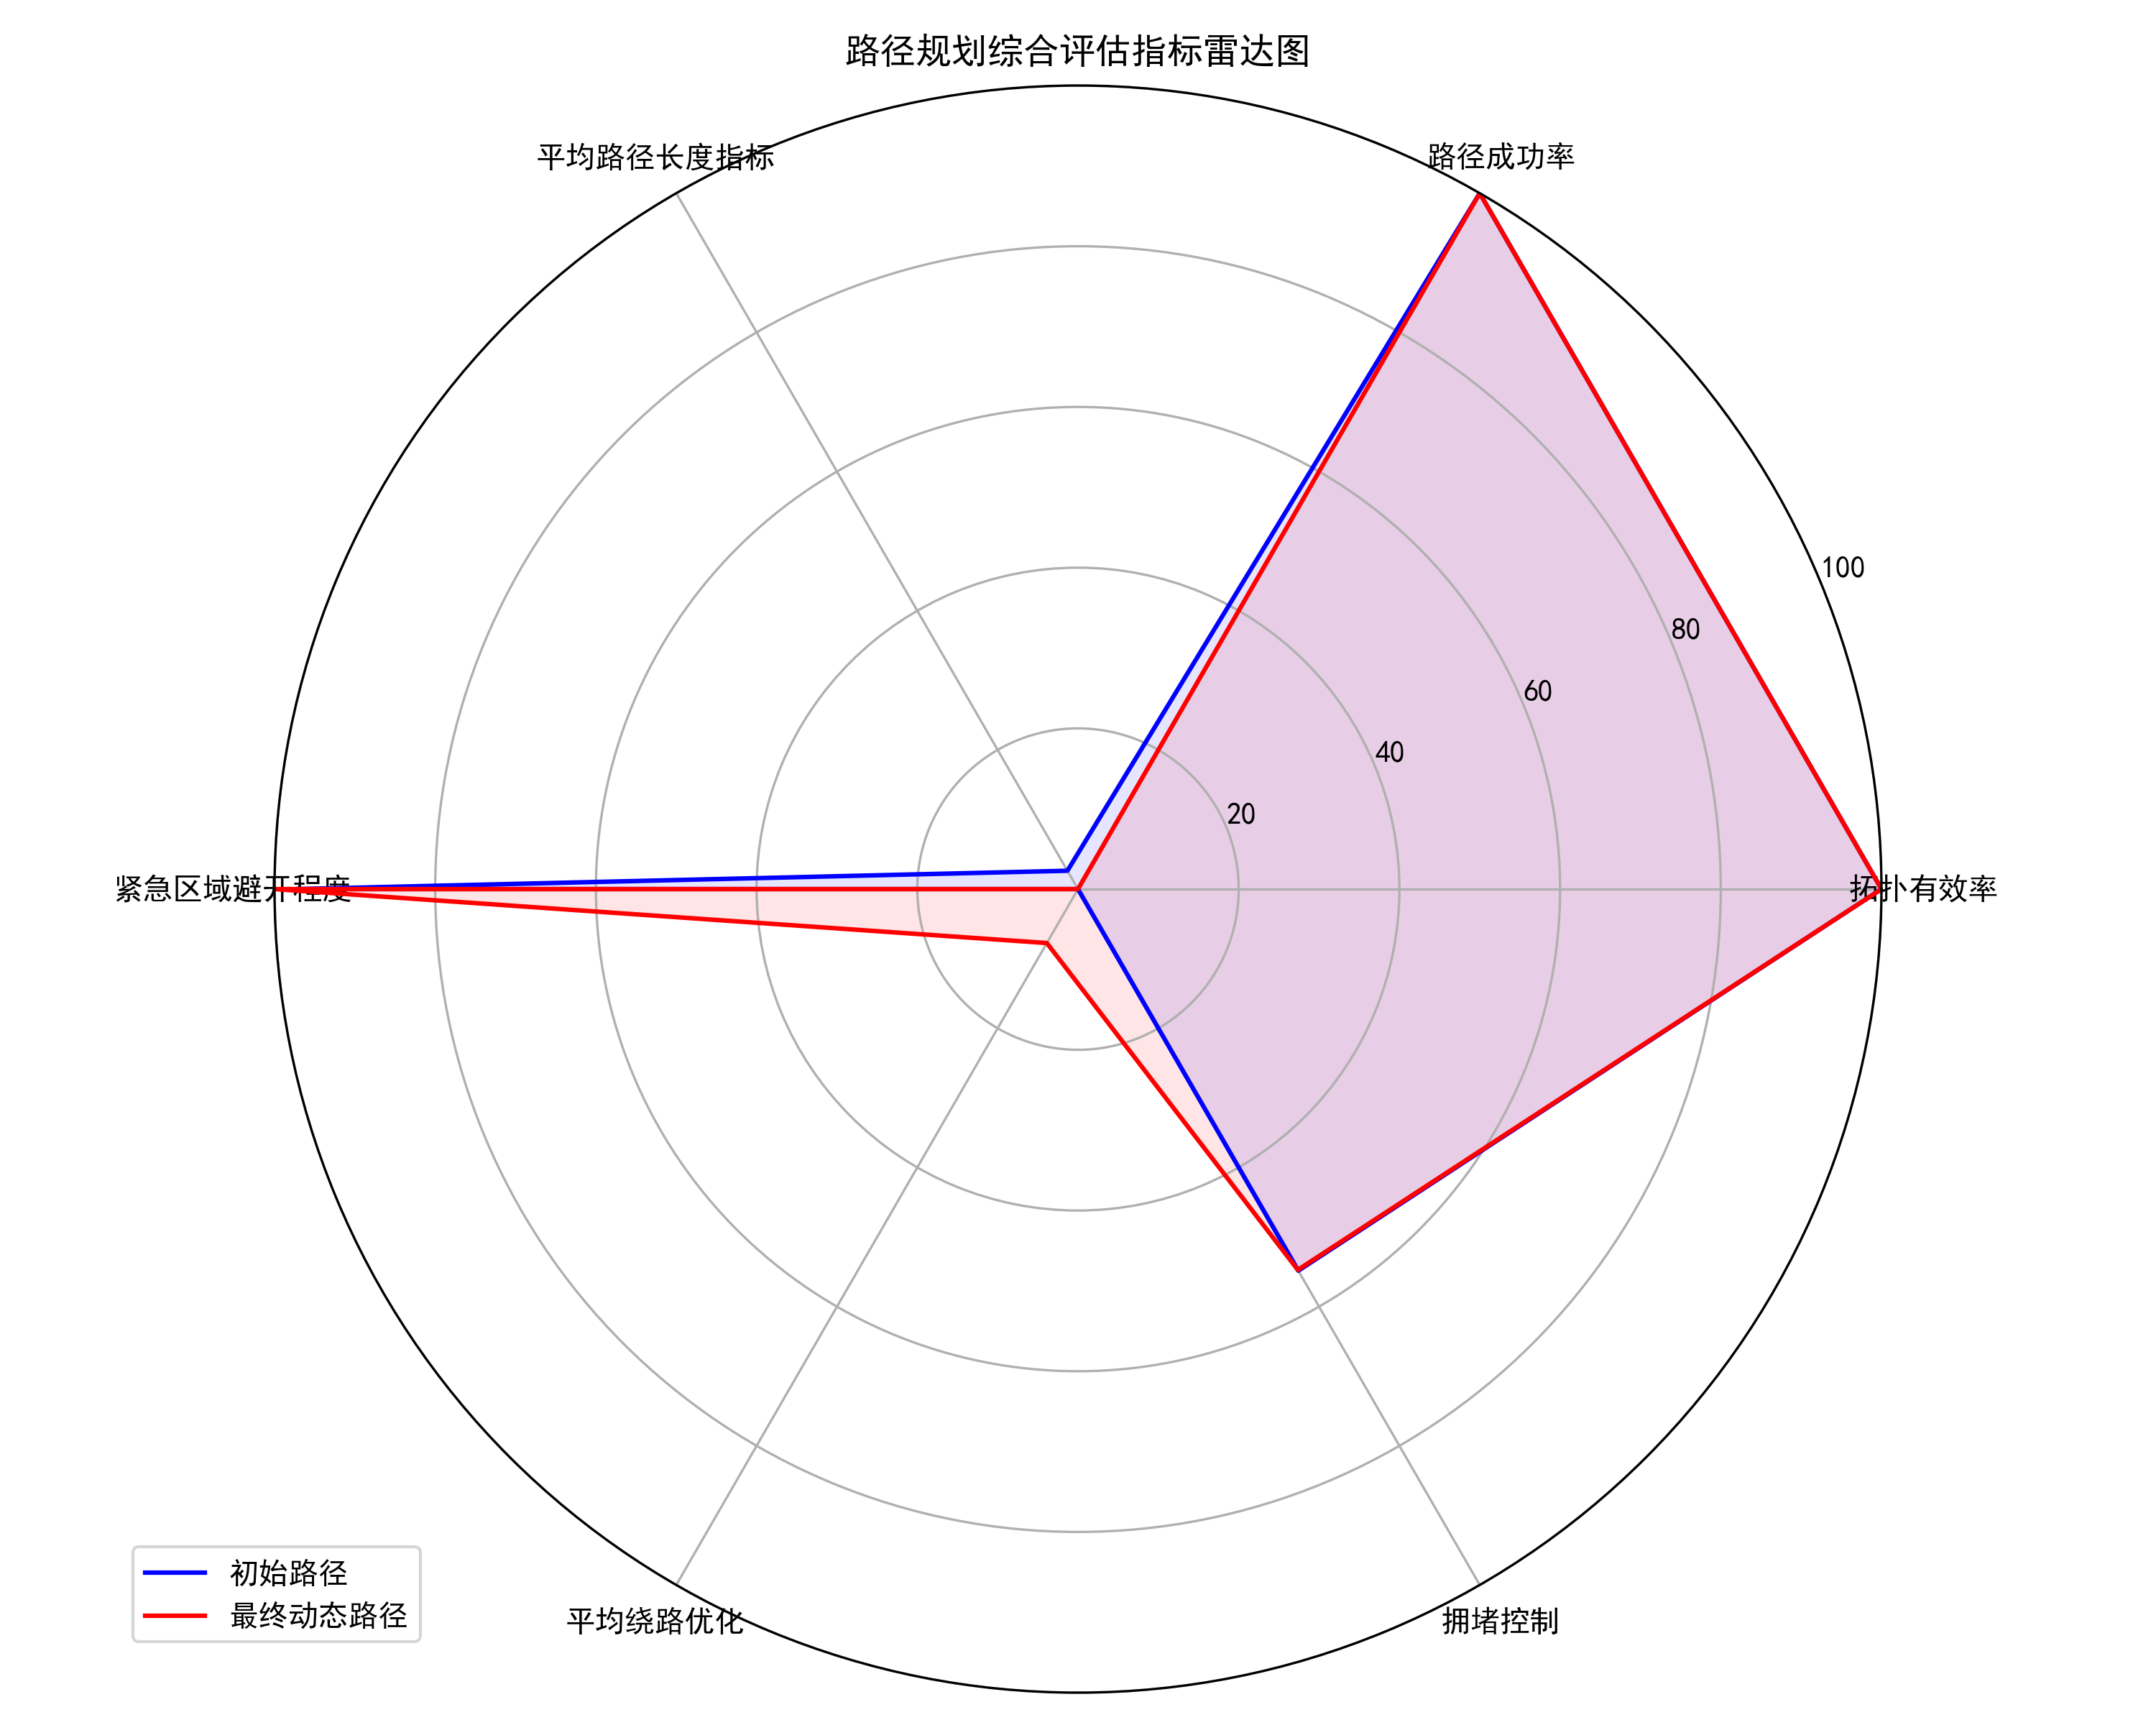 路径规划综合评估指标雷达图
平均路径长度指标
路径成功率
100
80
60
40
20
紧急区域避开程度
拓扑有效率
平均绕路优化
拥堵控制
初始路径
最终动态路径